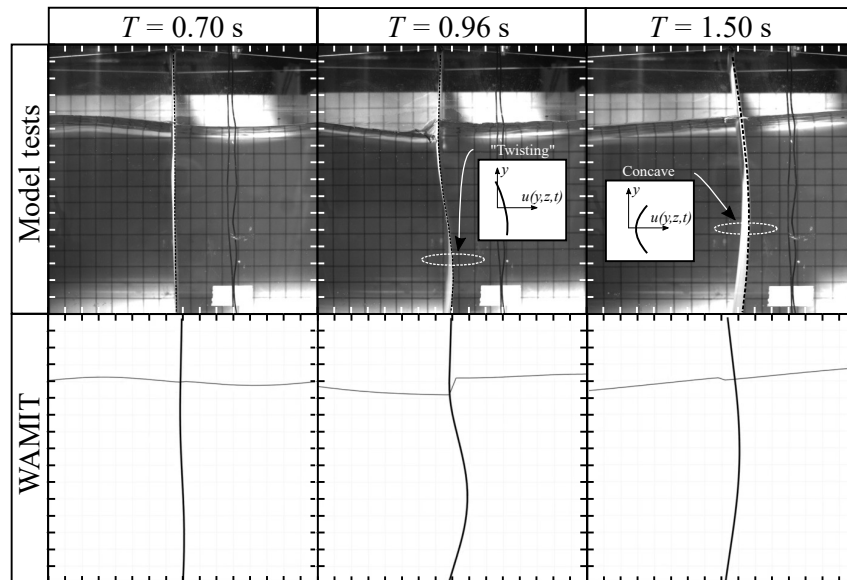 T = 0.70 s
T = 0.96 s
T = 1.50 s
Model tests
"Twisting"
y
u(y,z,t)
Concave
y
u(y,z,t)
WAMIT